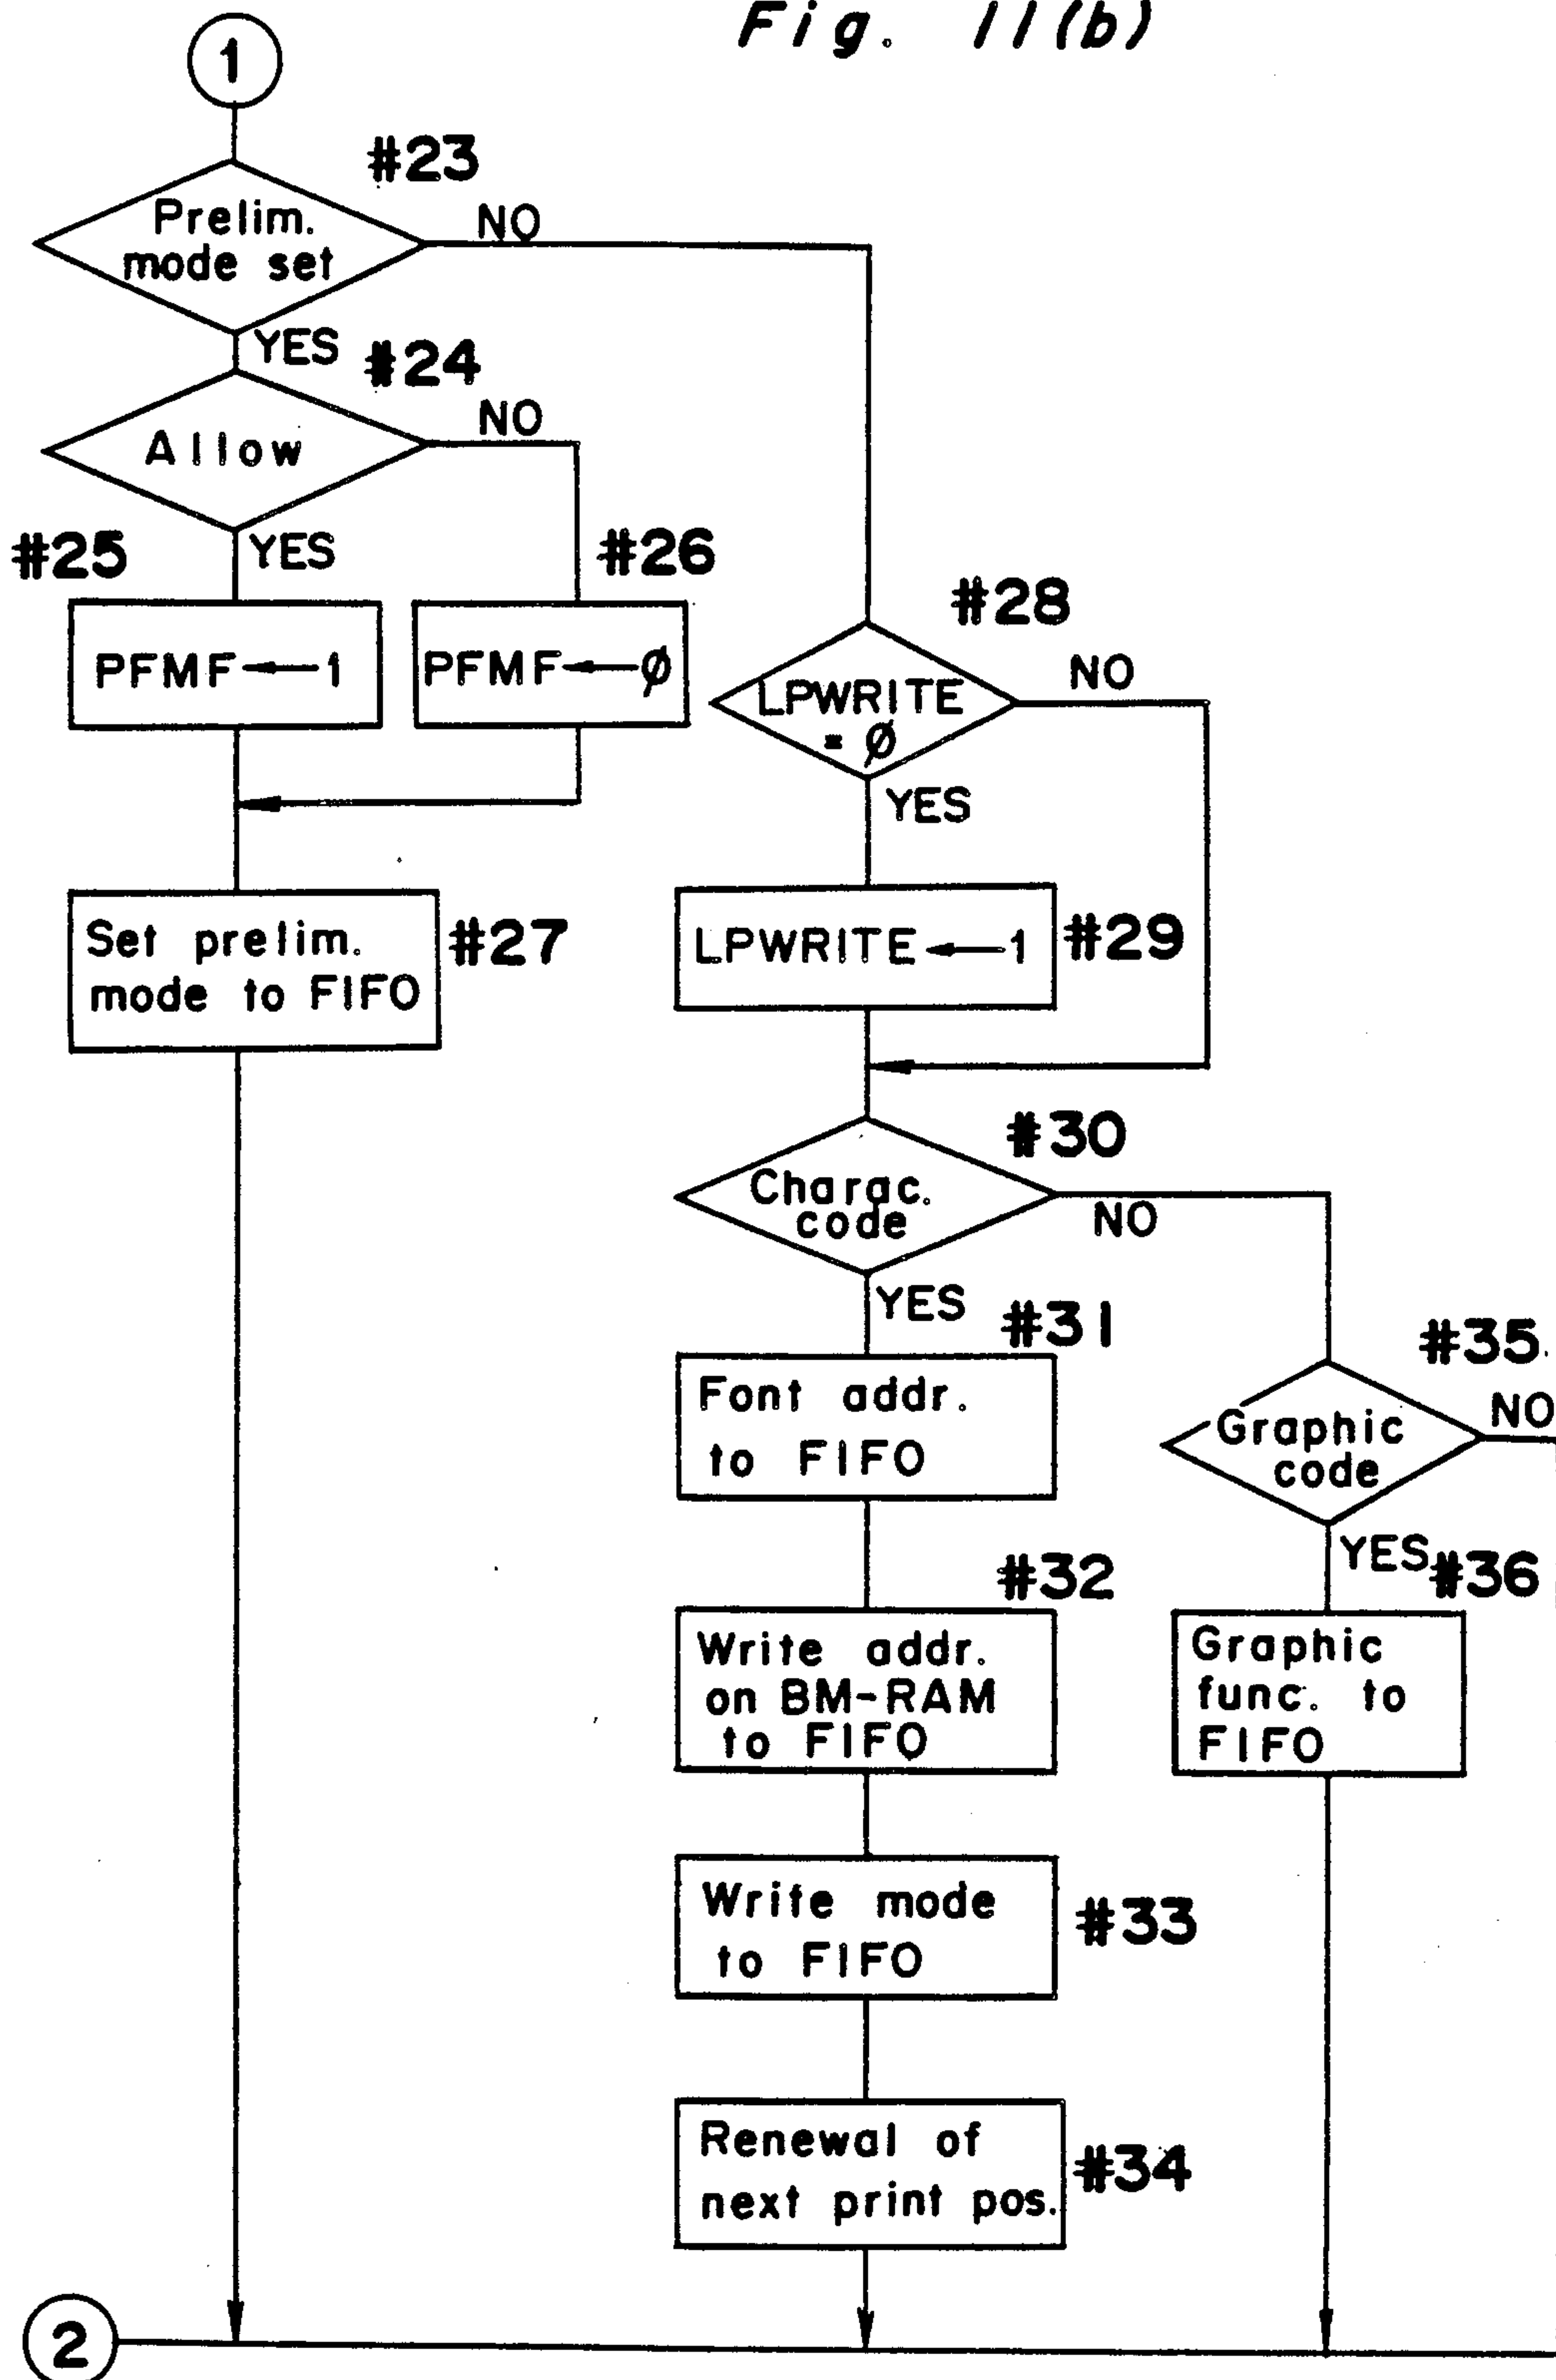 Fig. 11(b)
1
#23
Prelim.
mode set
NO
YES
#24
Allow
NO
#25
YES
#26
PFMF←1
PFMF←ϕ
#28
LPWRITE
= ϕ
NO
YES
Set prelim.
mode to FIFO
#27
LPWRITE←1
#29
#30
Charac.
code
NO
YES
#31
Font addr.
to FIFO
#35
Graphic
code
NO
YES
#36
#32
Write addr.
on BM-RAM
to FIFO
Graphic
func. to
FIFO
Write mode
to FIFO
#33
Renewal of
next print pos.
#34
2